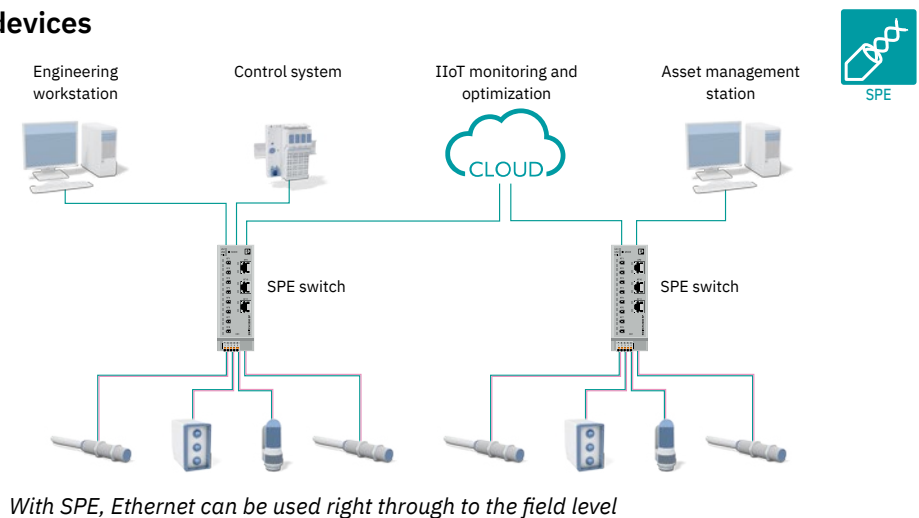 devices
Engineering
workstation
Control system
IIoT monitoring and
optimization
Asset management
station
SPE
CLOUD
SPE switch
SPE switch
With SPE, Ethernet can be used right through to the field level